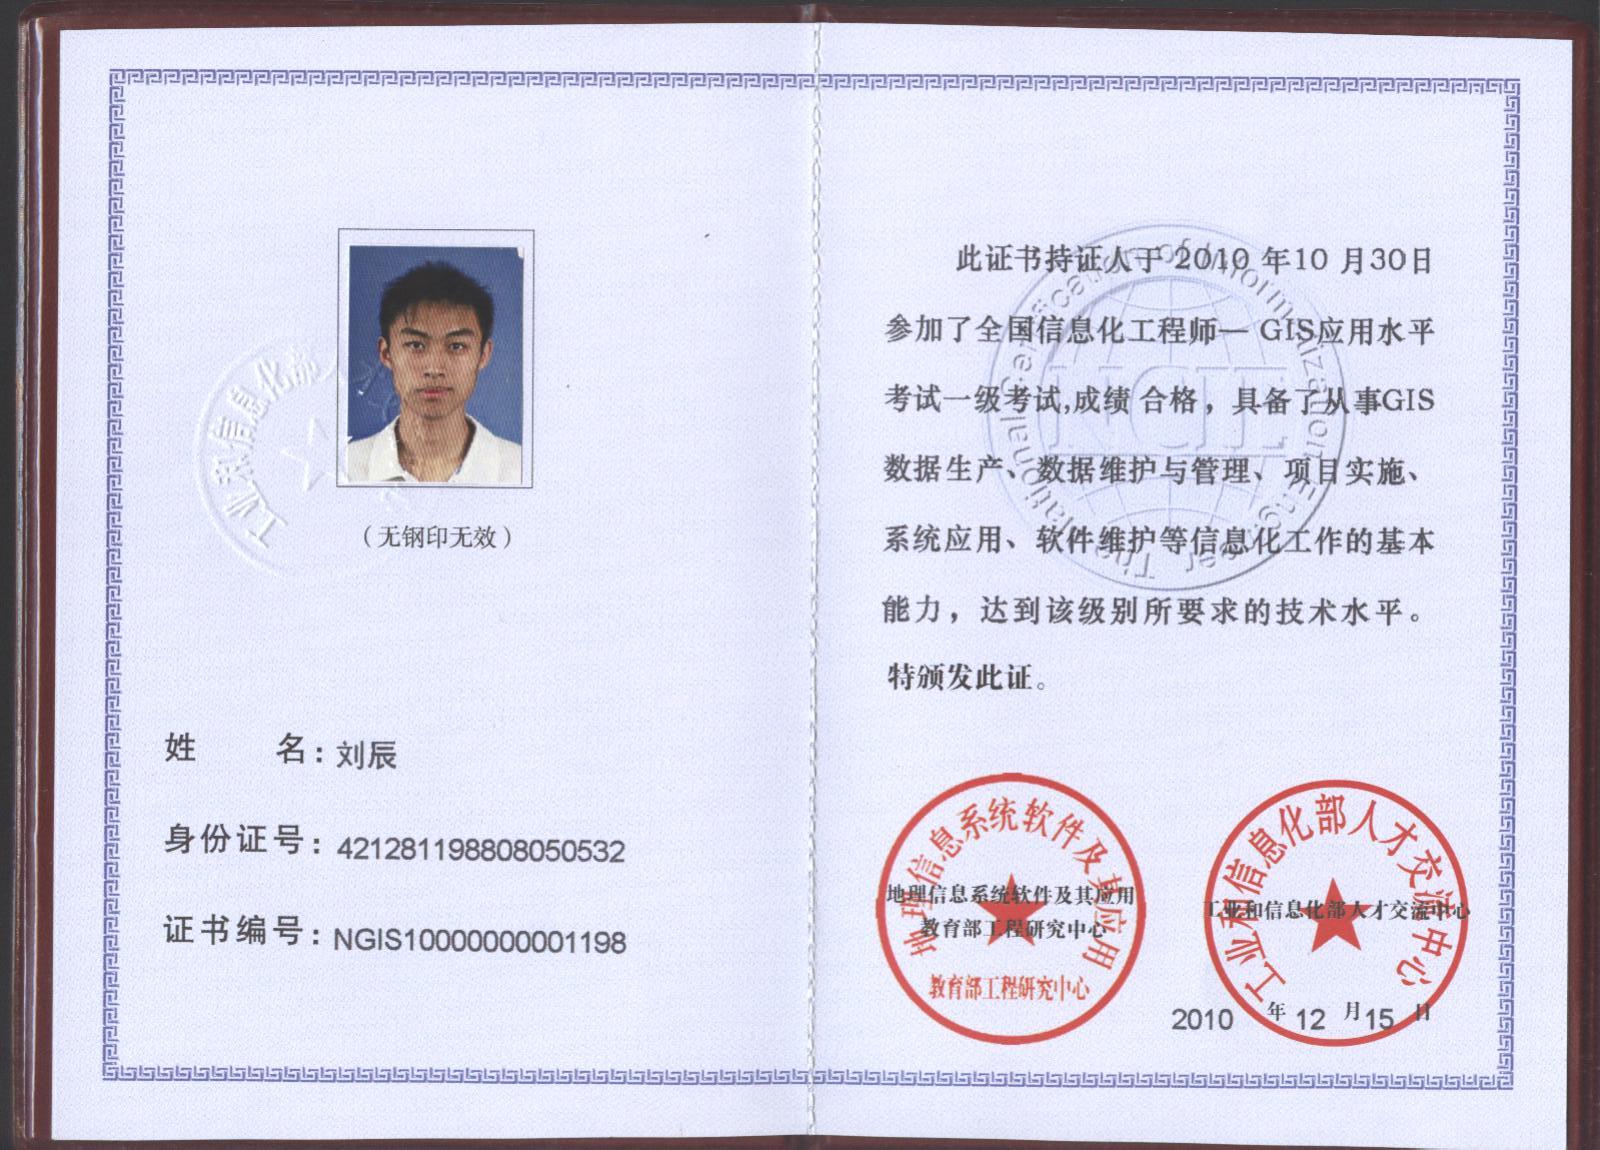 工业和信息化部人才
（无钢印无效）
姓 名：刘辰
身份证号：421281198808050532
证书编号：NGIS10000000001198
此证书持证人于 2010 年10 月30日
参加了全国信息化工程师— GIS应用水平
考试一级考试,成绩 合格，具备了从事GIS
数据生产、数据维护与管理、项目实施、
系统应用、软件维护等信息化工作的基本
能力，达到该级别所要求的技术水平。
特颁发此证。
NCIE
地理信息系统软件及其应用
地理信息系统软件及其应用
教育部工程研究中心
教育部工程研究中心
工业和信息化部人才交流中心
工业和信息化部人才交流中心
2010 年 12 月 15 日